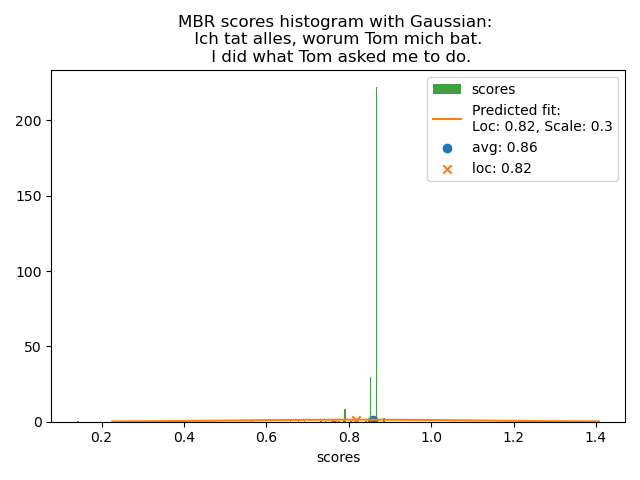 MBR scores histogram with Gaussian:
Ich tat alles, worum Tom mich bat.
I did what Tom asked me to do.
scores
Predicted fit:
Loc: 0.82, Scale: 0.3
avg: 0.86
loc: 0.82
200
150
100
50
0
0.2 0.4 0.6 0.8 1.0 1.2 1.4
scores